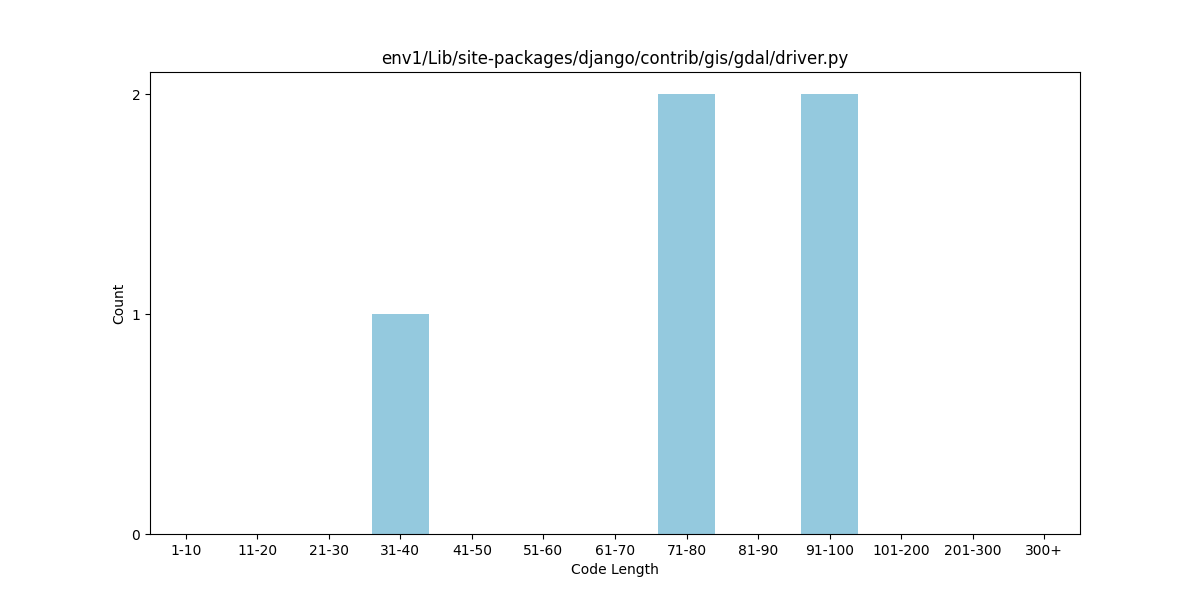 env1/Lib/site-packages/django/contrib/gis/gdal/driver.py
2
1
0
Count
1-10 11-20 21-30 31-40 41-50 51-60 61-70 71-80 81-90 91-100 101-200 201-300 300+
Code Length